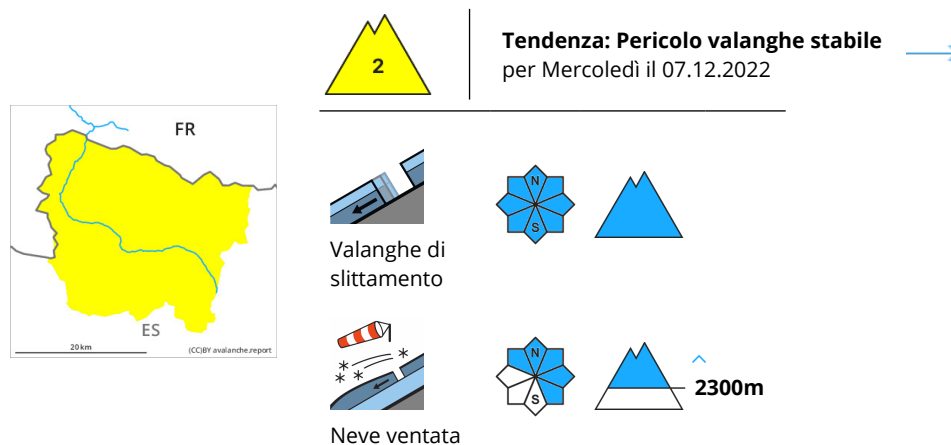 2
Tendenza: Pericolo valanghe stabile
per Mercoledì il 07.12.2022
FR
ES
20 km
(CC)BY avalanche.report
N
S
Valanghe di
slittamento
N
S
2300m
Neve ventata